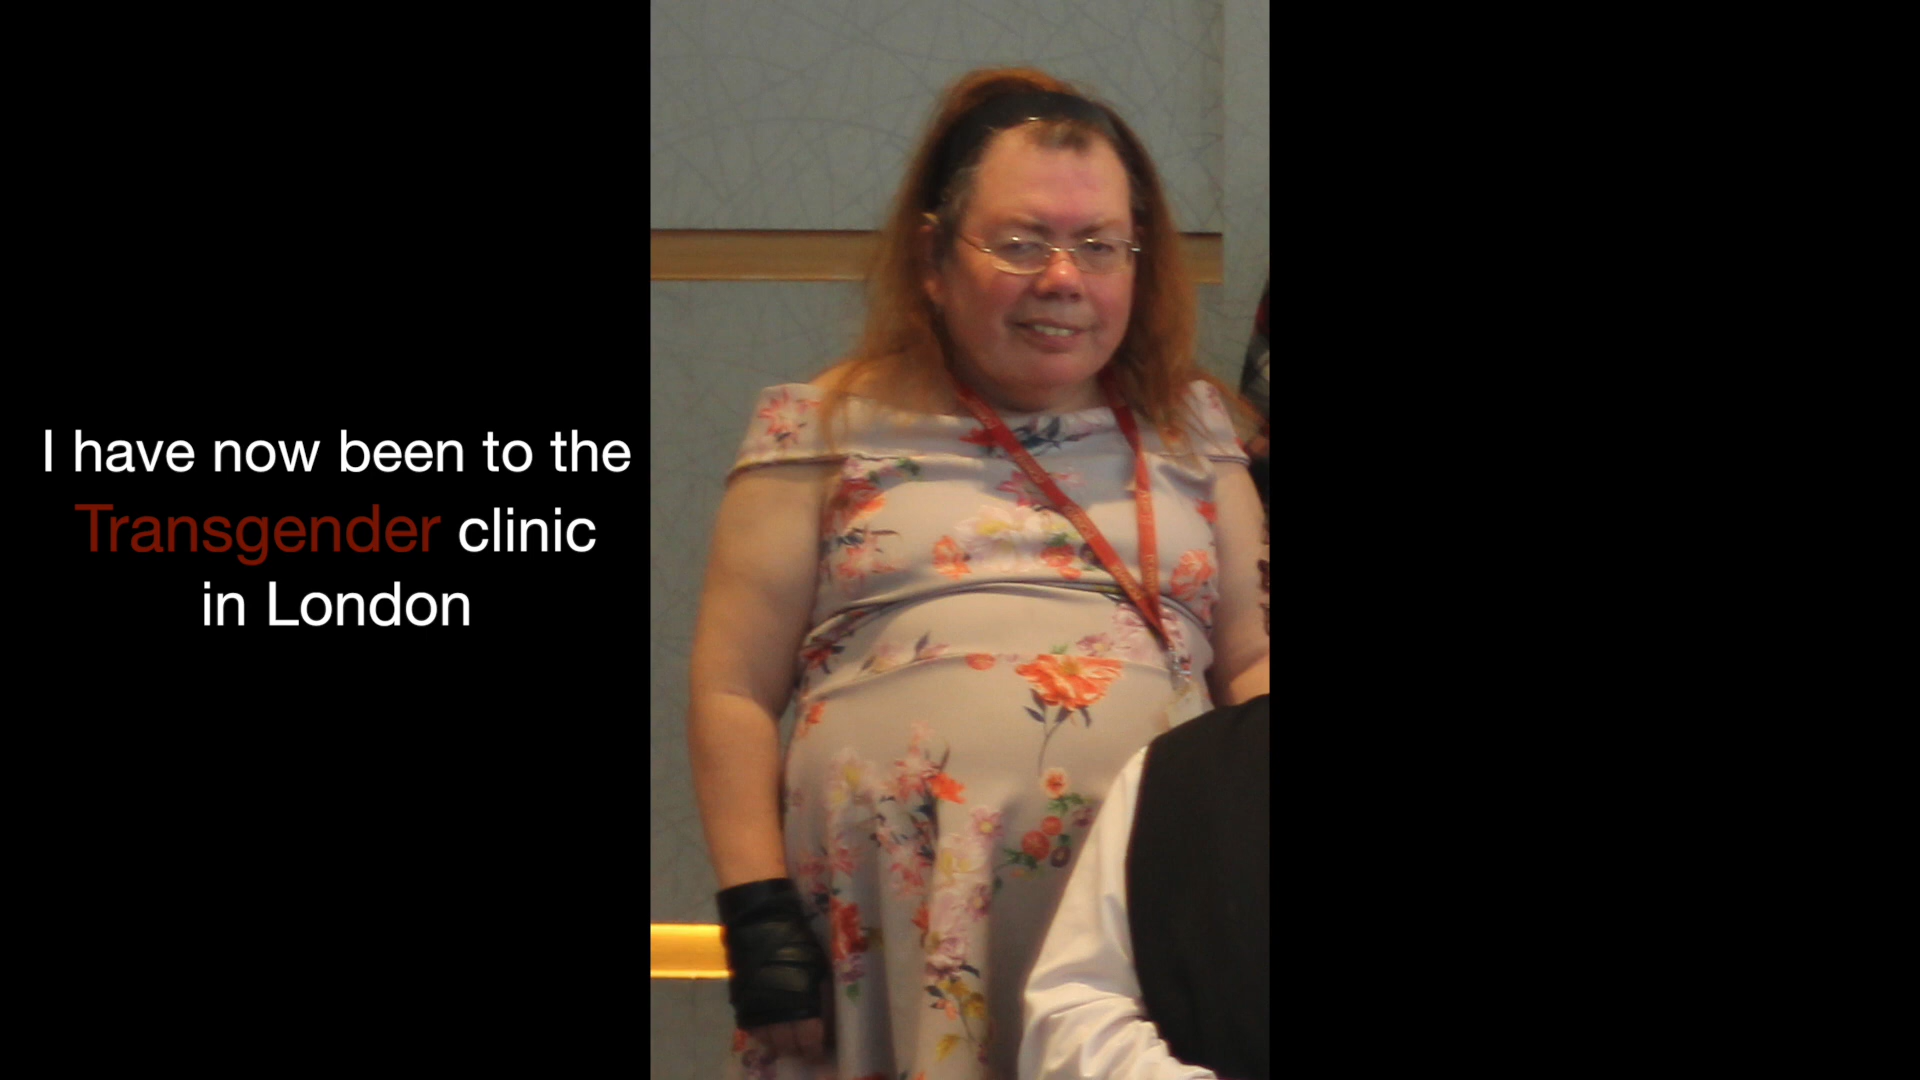 I have now been to the
Transgender clinic
in London